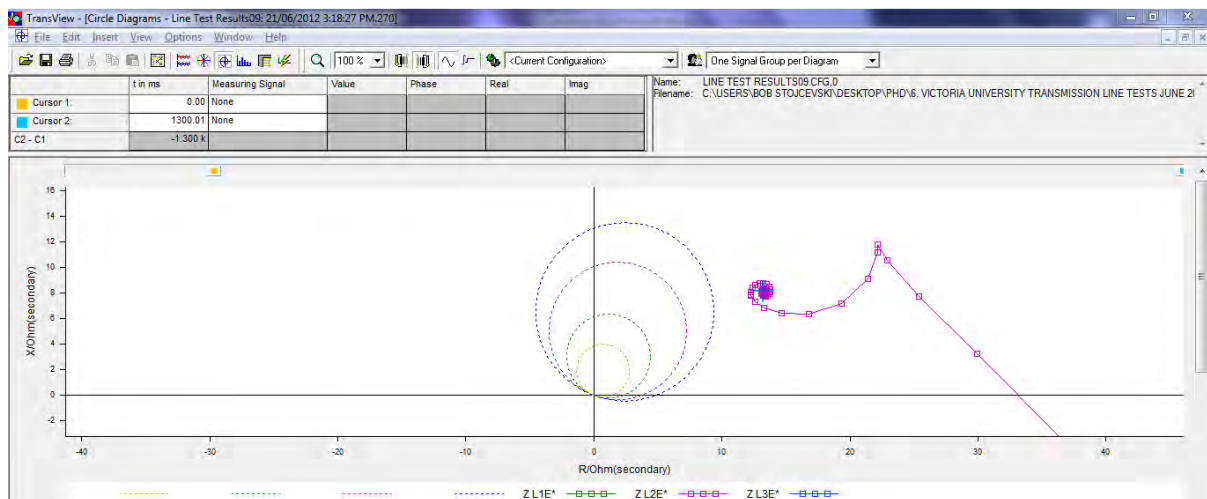 TransView - [Circle Diagrams - Line Test Results09: 21/06/2012 3:18:27 PM.270]
File Edit Insert View Options Window Help
100 % <Current Configuration> One Signal Group per Diagram
t in ms Measuring Signal Value Phase Real Imag
Cursor 1: 0.00 None
Cursor 2: 1300.01 None
C2 - C1 -1.300 k
Name: LINE TEST RESULTS09.CFG,0
Filename: C:\USERS\BOB STOJCEVSKI\DESKTOP\PHD\6. VICTORIA UNIVERSITY TRANSMISSION LINE TESTS JUNE
X/Ohm(secondary)
16
14
12
10
8
6
4
2
0
-2
-40 -30 -20 -10 0 10 20 30 40
R/Ohm(secondary)
Z L1E* Z L2E* Z L3E*